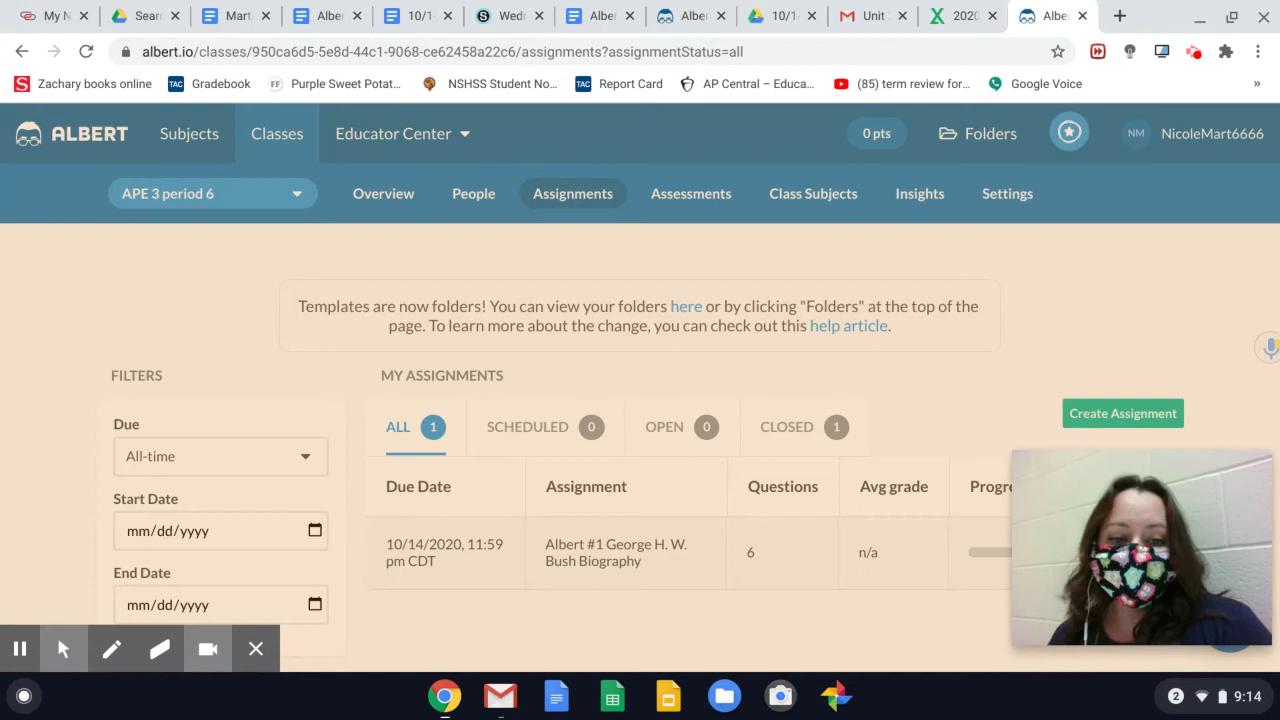 My N
Sear
Mart
Alber
10/1
Wedr
Alber
Alber
10/1
Unit
2020
Albe
albert.io/classes/950ca6d5-5e8d-44c1-9068-ce62458a22c6/assignments?assignmentStatus=all
Zachary books online
TAC Gradebook
FF Purple Sweet Potat...
NSHSS Student No...
TAC Report Card
AP Central – Educa...
(85) term review for...
Google Voice
»
ALBERT
Subjects
Classes
Educator Center
0 pts
Folders
NM NicoleMart6666
APE 3 period 6
Overview
People
Assignments
Assessments
Class Subjects
Insights
Settings
Templates are now folders! You can view your folders here or by clicking "Folders" at the top of the
page. To learn more about the change, you can check out this help article.
FILTERS
MY ASSIGNMENTS
Due
All-time
Start Date
mm/dd/yyyy
End Date
mm/dd/yyyy
ALL 1
SCHEDULED 0
OPEN 0
CLOSED 1
Create Assignment
Due Date
Assignment
Questions
Avg grade
Progre
10/14/2020, 11:59
pm CDT
Albert #1 George H. W.
Bush Biography
6
n/a
2
9:14